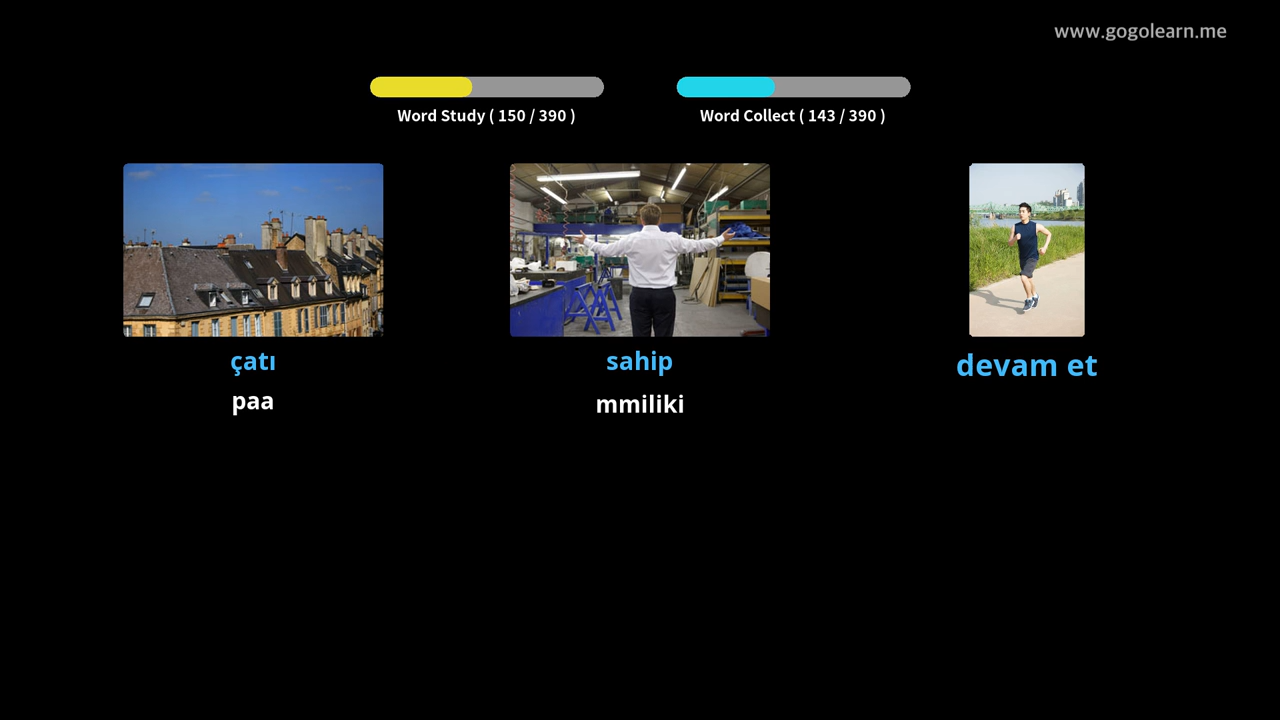 www.gogolearn.me
Word Study ( 150 / 390 )
Word Collect ( 143 / 390 )
çatı
paa
sahip
mmiliki
devam et